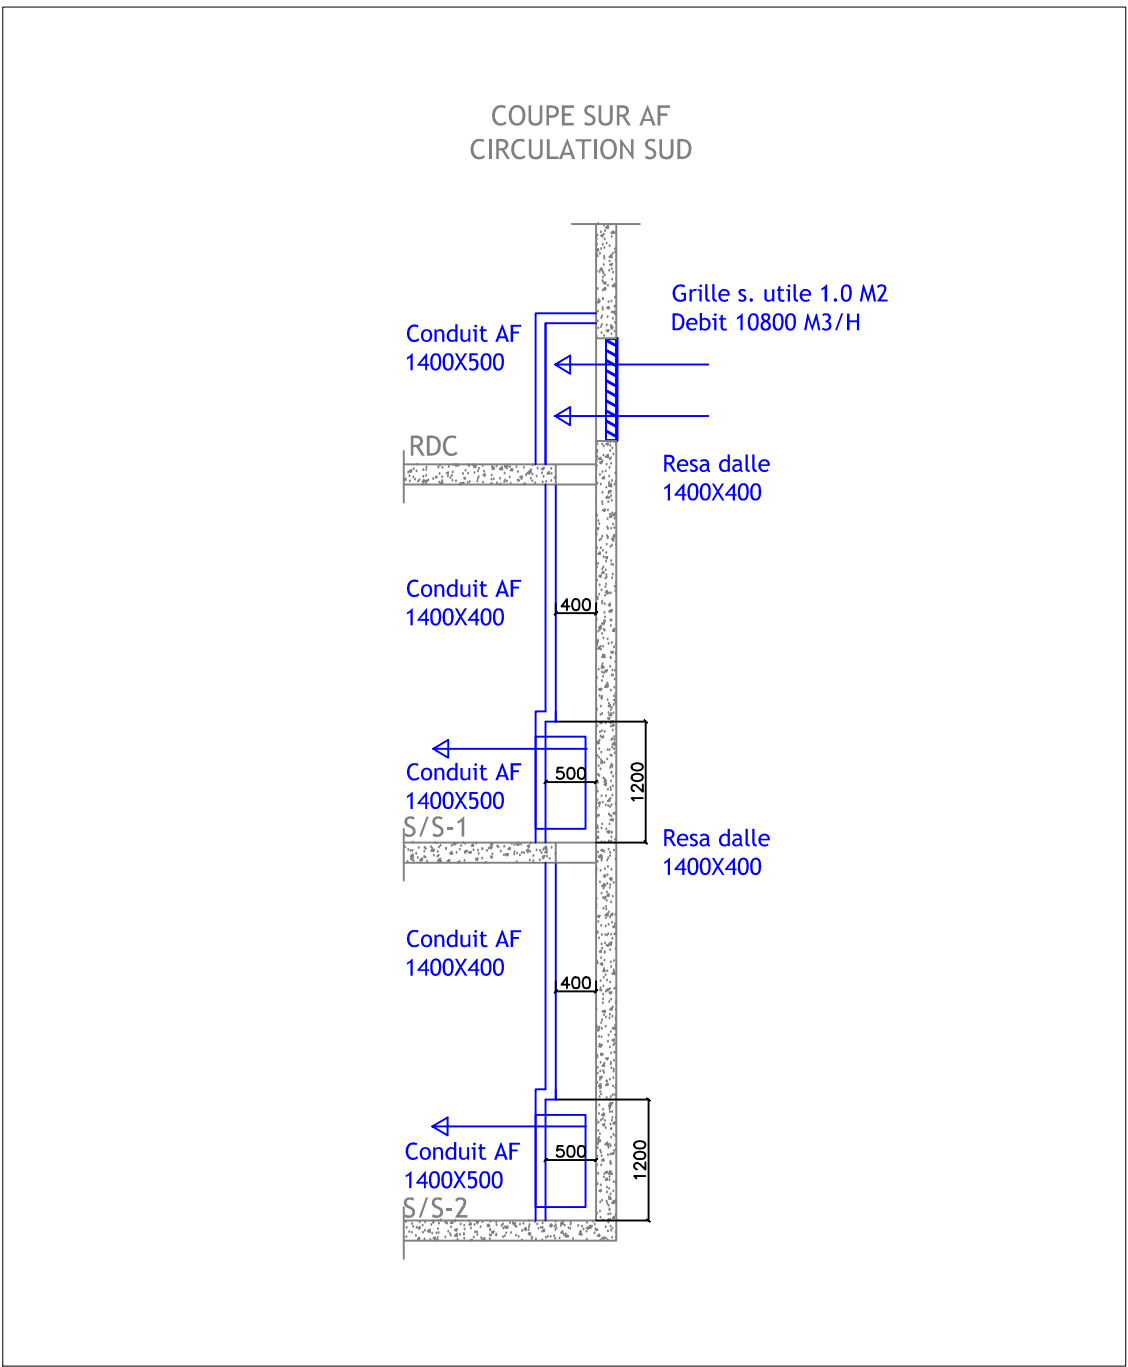 COUPE SUR AF
CIRCULATION SUD
Grille s. utile 1.0 M2
Debit 10800 M3/H
Conduit AF
1400X500
RDC
Resa dalle
1400X400
Conduit AF
1400X400
400
500
1200
Conduit AF
1400X500
S/S-1
Resa dalle
1400X400
Conduit AF
1400X400
400
500
1200
Conduit AF
1400X500
S/S-2